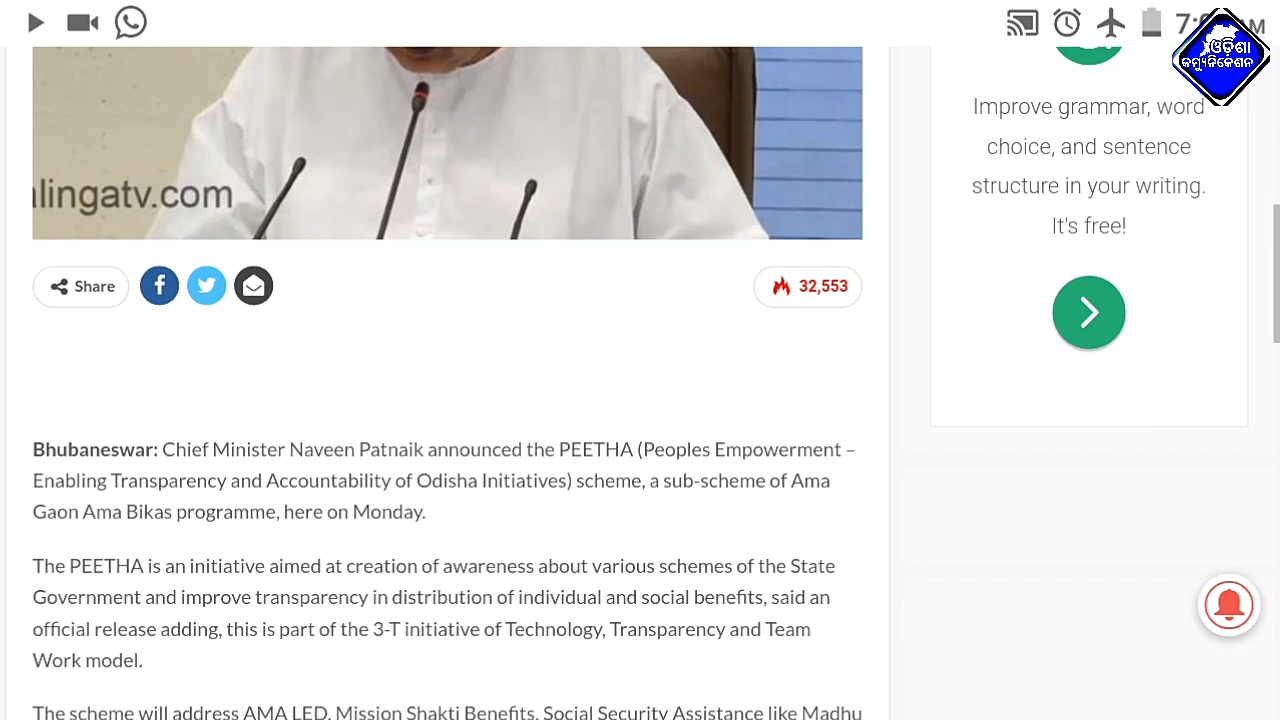 ଓଡ଼ିଶା
କମ୍ୟୁନିକେସନ
alingatv.com
Improve grammar, word
choice, and sentence
structure in your writing.
It's free!
Share
32,553
Bhubaneswar: Chief Minister Naveen Patnaik announced the PEETHA (Peoples Empowerment –
Enabling Transparency and Accountability of Odisha Initiatives) scheme, a sub-scheme of Ama
Gaon Ama Bikas programme, here on Monday.
The PEETHA is an initiative aimed at creation of awareness about various schemes of the State
Government and improve transparency in distribution of individual and social benefits, said an
official release adding, this is part of the 3-T initiative of Technology, Transparency and Team
Work model.
The scheme will address AMA LED, Mission Shakti Benefits, Social Security Assistance like Madhu